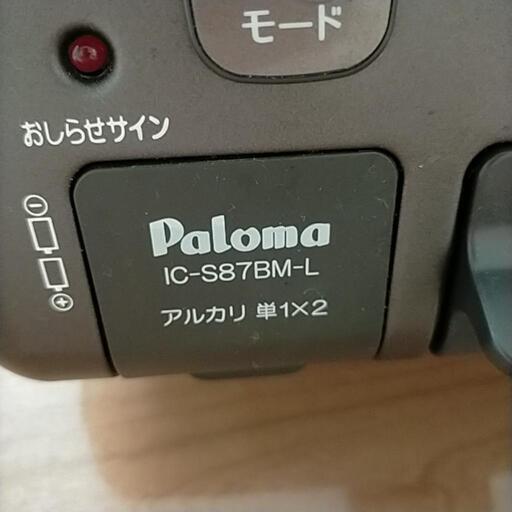 モード
おしらせサイン
⊖
⊕
Paloma
IC-S87BM-L
アルカリ 単1×2